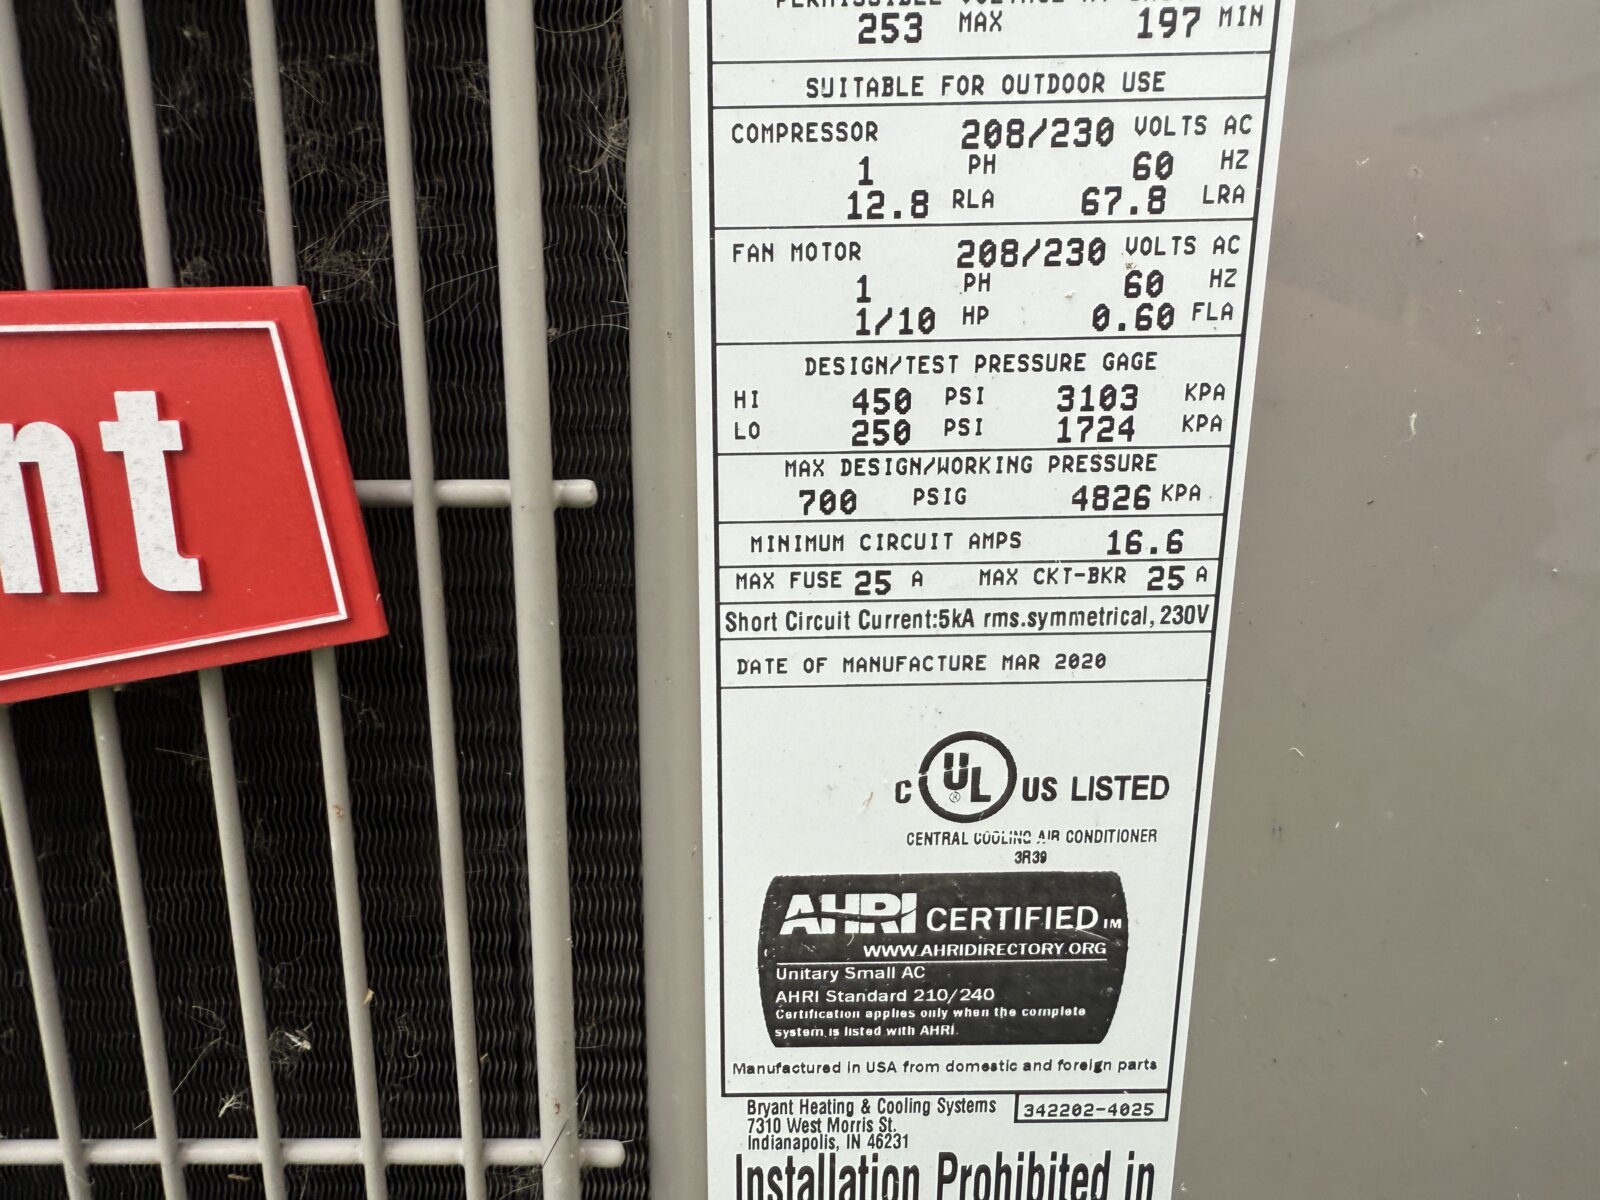 PERMISSIBLE VOLTAGE AT
253 MAX 197 MIN
SUITABLE FOR OUTDOOR USE
COMPRESSOR 208/230 VOLTS AC
1 PH 60 HZ
12.8 RLA 67.8 LRA
FAN MOTOR 208/230 VOLTS AC
1 PH 60 HZ
1/10 HP 0.60 FLA
DESIGN/TEST PRESSURE GAGE
HI 450 PSI 3103 KPA
LO 250 PSI 1724 KPA
MAX DESIGN/WORKING PRESSURE
700 PSIG 4826 KPA
MINIMUM CIRCUIT AMPS 16.6
MAX FUSE 25 A MAX CKT-BKR 25 A
Short Circuit Current:5kA rms.symmetrical, 230V
DATE OF MANUFACTURE MAR 2020
C UL ® US LISTED
CENTRAL COOLING AIR CONDITIONER
3R39
AHRI CERTIFIED TM
WWW.AHRIDIRECTORY.ORG
Unitary Small AC
AHRI Standard 210/240
Certification applies only when the complete
system is listed with AHRI.
Manufactured in USA from domestic and foreign parts
Bryant Heating & Cooling Systems 342202-4025
7310 West Morris St.
Indianapolis, IN 46231
Installation Prohibited in
nt